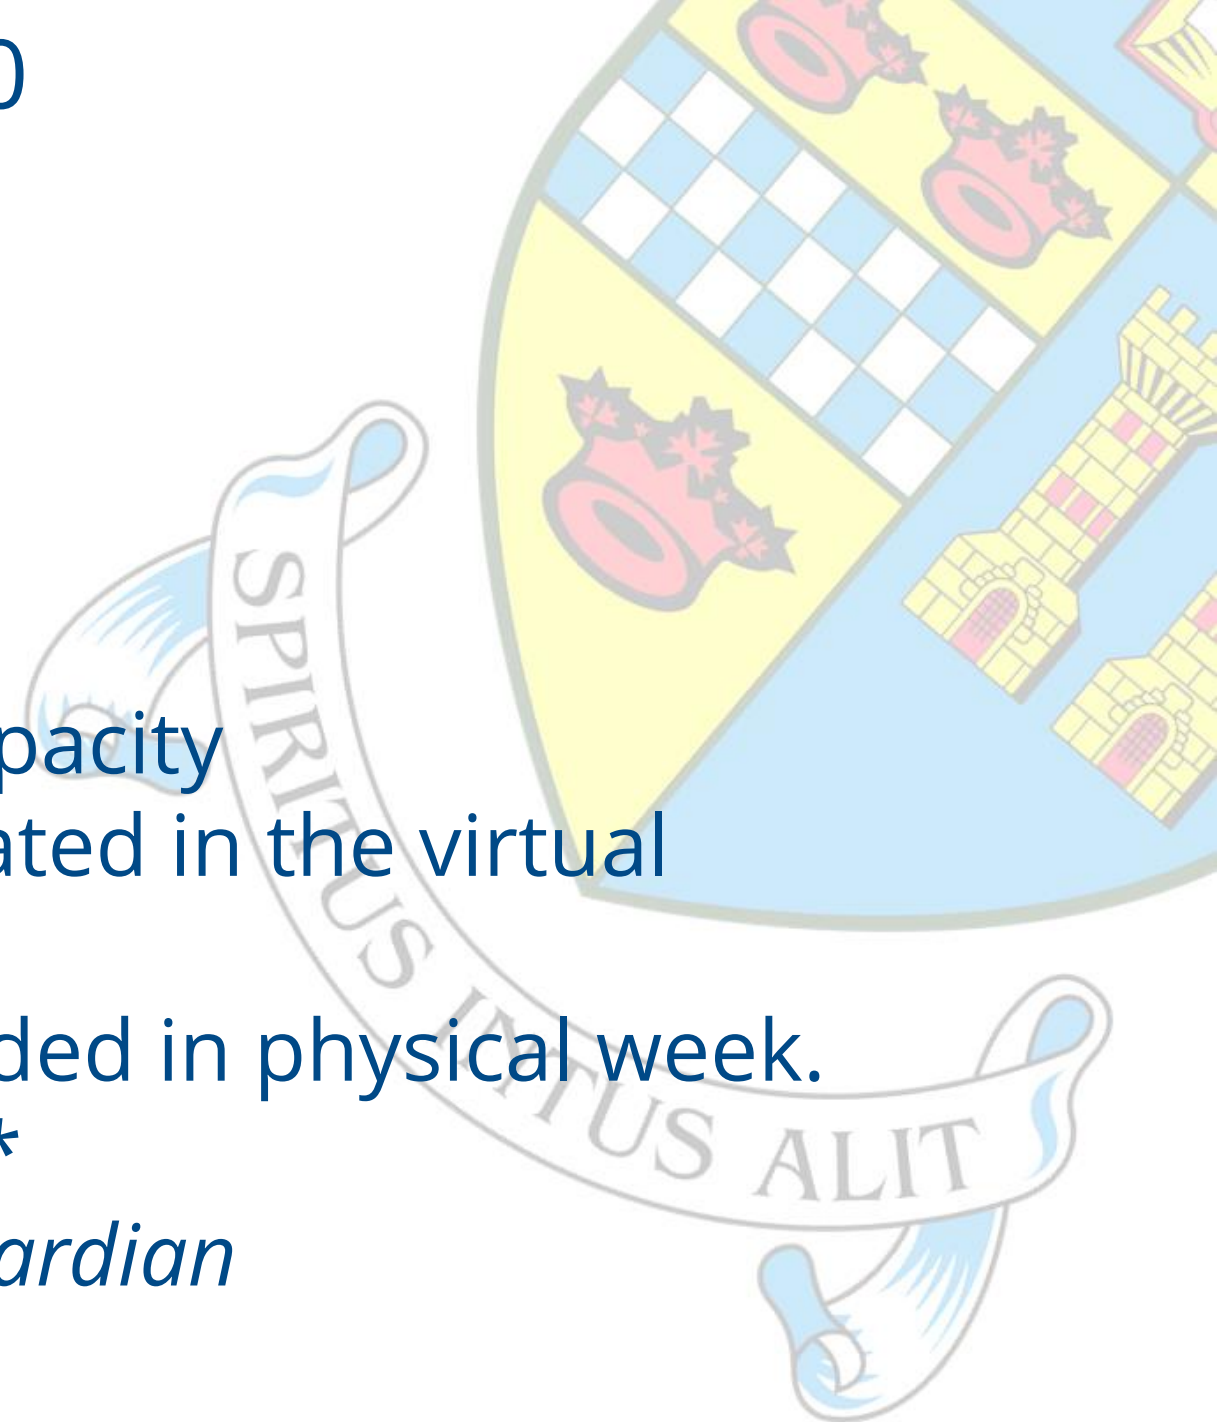 0
pacity
ated in the virtual
ded in physical week.
*
ardian
SPIRITUS INTUS ALIT